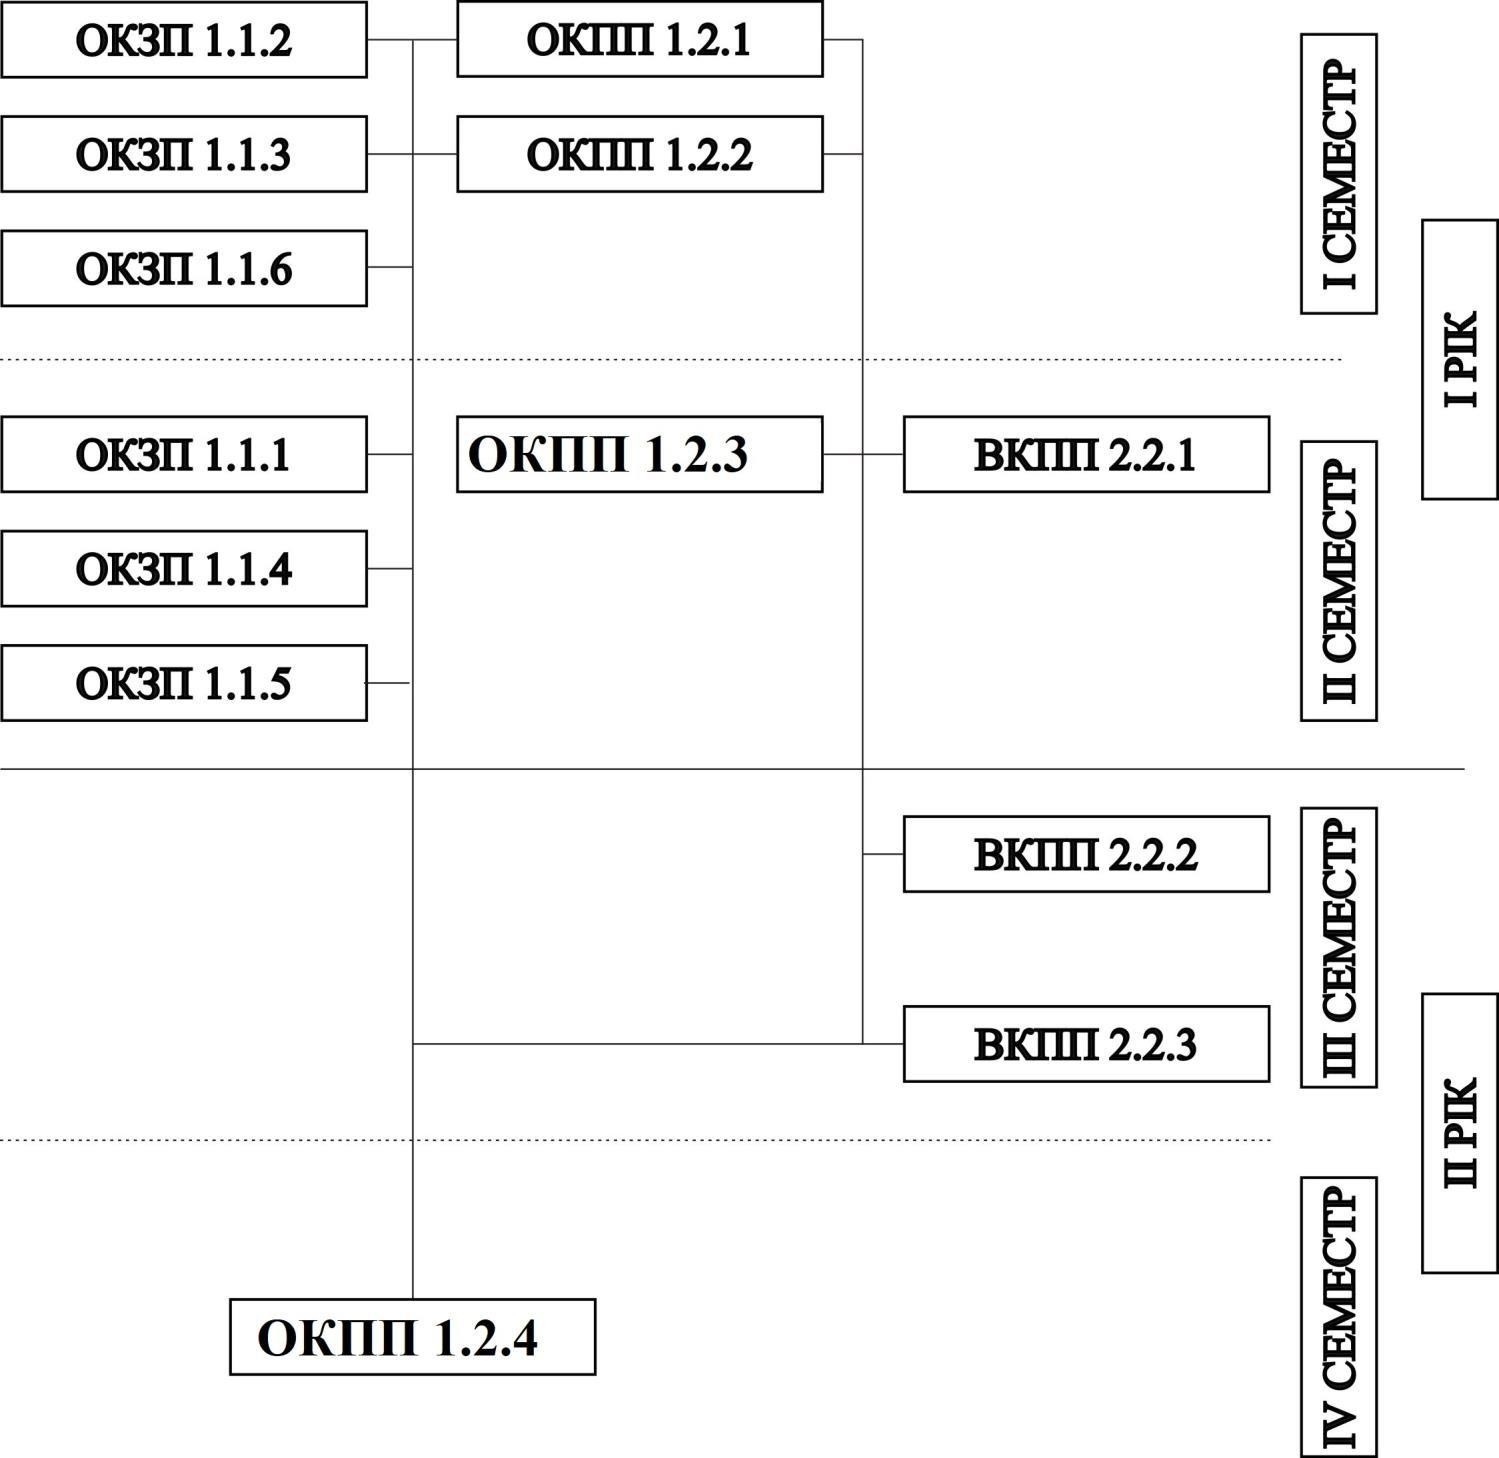 ОКЗП 1.1.2
ОКПП 1.2.1
ОКЗП 1.1.3
ОКПП 1.2.2
ОКЗП 1.1.6
I СЕМЕСТР
I РІК
ОКЗП 1.1.1
ОКПП 1.2.3
ВКПП 2.2.1
ОКЗП 1.1.4
ОКЗП 1.1.5
II СЕМЕСТР
ВКПП 2.2.2
ВКПП 2.2.3
III СЕМЕСТР
II РІК
ОКПП 1.2.4
IV СЕМЕСТР